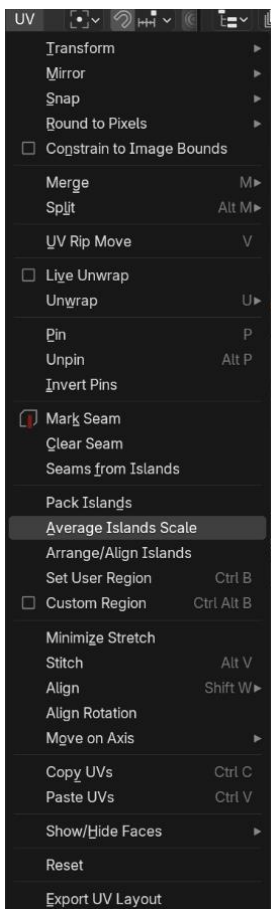 UV
Transform
Mirror
Snap
Round to Pixels
Constrain to Image Bounds
Merge M
Split Alt M
UV Rip Move V
Live Unwrap
Unwrap U
Pin P
Unpin Alt P
Invert Pins
Mark Seam
Clear Seam
Seams from Islands
Pack Islands
Average Islands Scale
Arrange/Align Islands
Set User Region Ctrl B
Custom Region Ctrl Alt B
Minimize Stretch
Stitch Alt V
Align Shift W
Align Rotation
Move on Axis
Copy UVs Ctrl C
Paste UVs Ctrl V
Show/Hide Faces
Reset
Export UV Layout